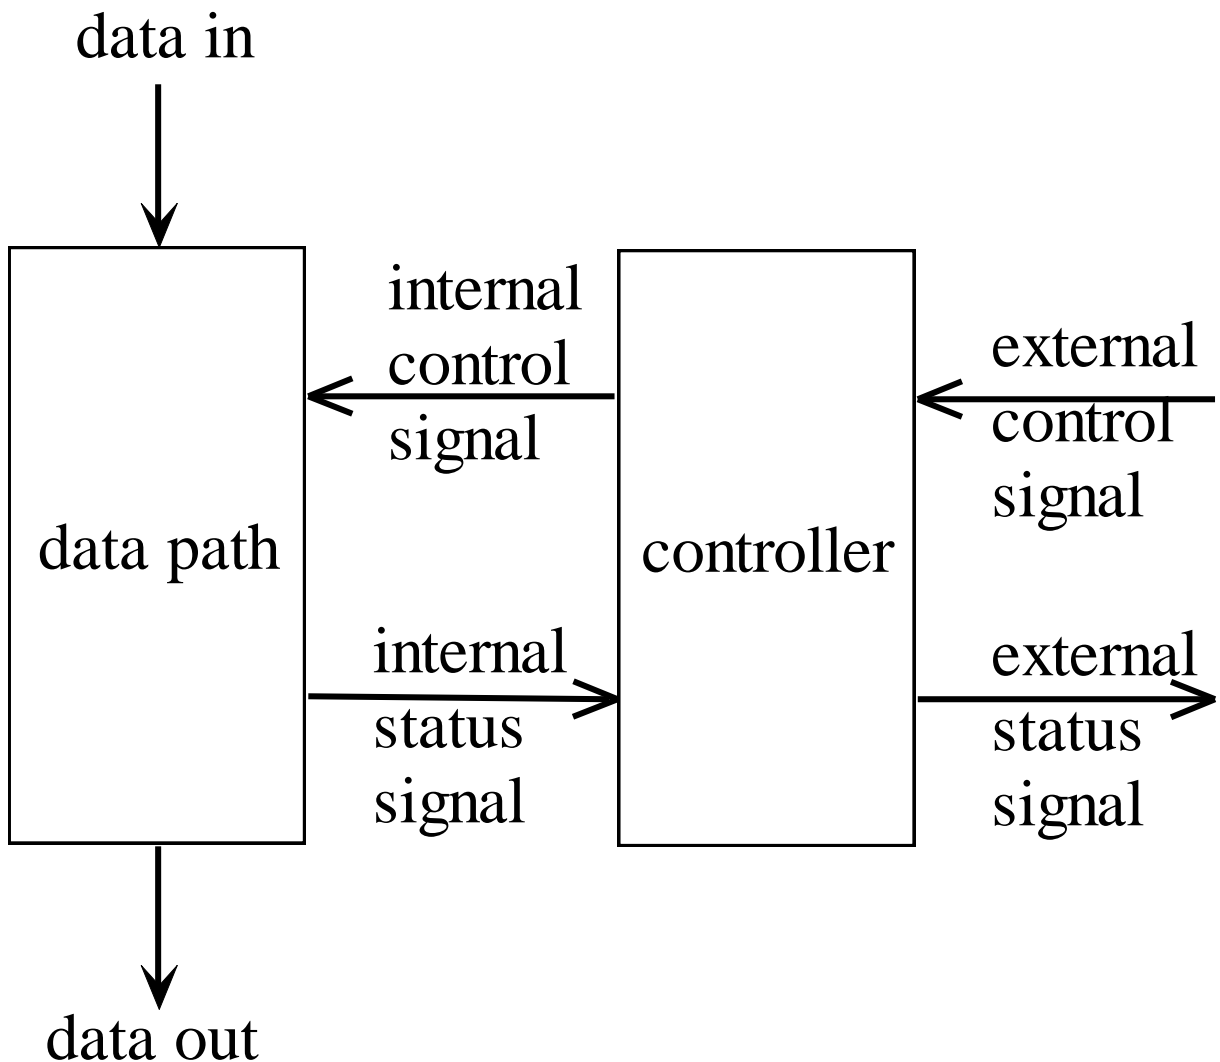 data in
internal
control
signal
external
control
signal
data path
controller
internal
status
signal
external
status
signal
data out